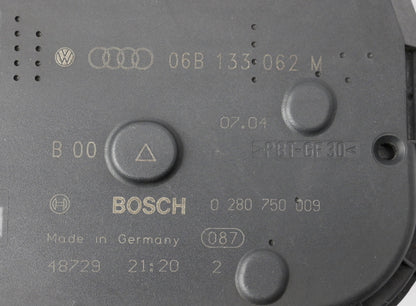 06B 133 062 M
07.04
>PBT-GF30<
B 00
BOSCH 0 280 750 009
Made in Germany 087
48729 21:20 2